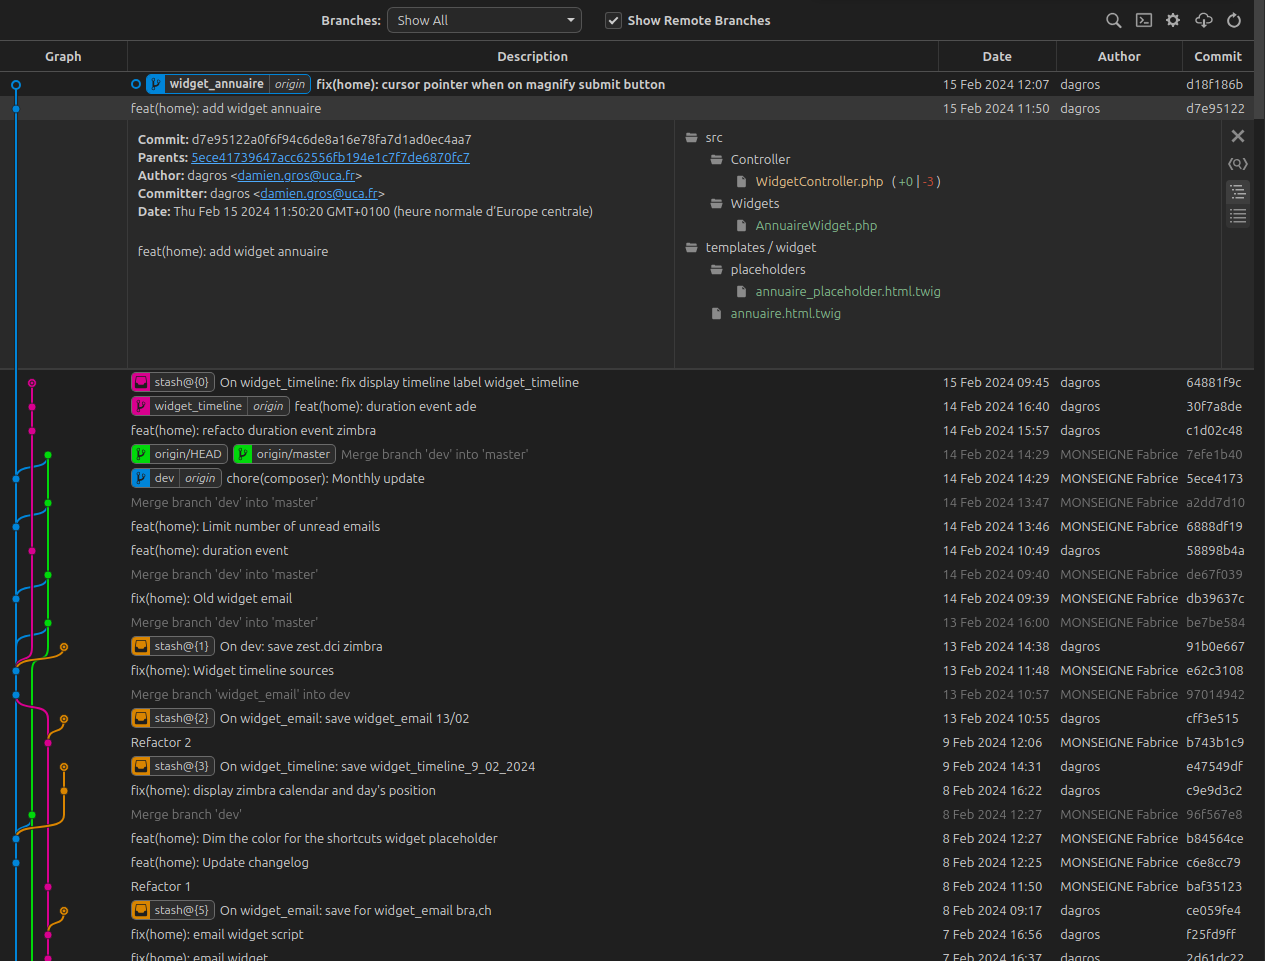 Branches: Show All Show Remote Branches
Graph Description Date Author Commit
widget_annuaire origin fix(home): cursor pointer when on magnify submit button 15 Feb 2024 12:07 dagros d18f186b
feat(home): add widget annuaire 15 Feb 2024 11:50 dagros d7e95122
Commit: d7e95122a0f6f94c6de8a16e78fa7d1ad0ec4aa7
Parents: 5ece41739647acc62556fb194e1c7f7de6870fc7
Author: dagros <damien.gros@uca.fr>
Committer: dagros <damien.gros@uca.fr>
Date: Thu Feb 15 2024 11:50:20 GMT+0100 (heure normale d’Europe centrale)
feat(home): add widget annuaire
src
Controller
WidgetController.php ( +0 | -3 )
Widgets
AnnuaireWidget.php
templates / widget
placeholders
annuaire_placeholder.html.twig
annuaire.html.twig
stash@{0} On widget_timeline: fix display timeline label widget_timeline 15 Feb 2024 09:45 dagros 64881f9c
widget_timeline origin feat(home): duration event ade 14 Feb 2024 16:40 dagros 30f7a8de
feat(home): refacto duration event zimbra 14 Feb 2024 15:57 dagros c1d02c48
origin/HEAD origin/master Merge branch 'dev' into 'master' 14 Feb 2024 14:29 MONSEIGNE Fabrice 7efe1b40
dev origin chore(composer): Monthly update 14 Feb 2024 14:29 MONSEIGNE Fabrice 5ece4173
Merge branch 'dev' into 'master' 14 Feb 2024 13:47 MONSEIGNE Fabrice a2dd7d10
feat(home): Limit number of unread emails 14 Feb 2024 13:46 MONSEIGNE Fabrice 6888df19
feat(home): duration event 14 Feb 2024 10:49 dagros 58898b4a
Merge branch 'dev' into 'master' 14 Feb 2024 09:40 MONSEIGNE Fabrice de67f039
fix(home): Old widget email 14 Feb 2024 09:39 MONSEIGNE Fabrice db39637c
Merge branch 'dev' into 'master' 13 Feb 2024 16:00 MONSEIGNE Fabrice be7be584
stash@{1} On dev: save zest.dci zimbra 13 Feb 2024 14:38 dagros 91b0e667
fix(home): Widget timeline sources 13 Feb 2024 11:48 MONSEIGNE Fabrice e62c3108
Merge branch 'widget_email' into dev 13 Feb 2024 10:57 MONSEIGNE Fabrice 97014942
stash@{2} On widget_email: save widget_email 13/02 13 Feb 2024 10:55 dagros cff3e515
Refactor 2 9 Feb 2024 12:06 MONSEIGNE Fabrice b743b1c9
stash@{3} On widget_timeline: save widget_timeline_9_02_2024 9 Feb 2024 14:31 dagros e47549df
fix(home): display zimbra calendar and day's position 8 Feb 2024 16:22 dagros c9e9d3c2
Merge branch 'dev' 8 Feb 2024 12:27 MONSEIGNE Fabrice 96f567e8
feat(home): Dim the color for the shortcuts widget placeholder 8 Feb 2024 12:27 MONSEIGNE Fabrice b84564ce
feat(home): Update changelog 8 Feb 2024 12:25 MONSEIGNE Fabrice c6e8cc79
Refactor 1 8 Feb 2024 11:50 MONSEIGNE Fabrice baf35123
stash@{5} On widget_email: save for widget_email bra,ch 8 Feb 2024 09:17 dagros ce059fe4
fix(home): email widget script 7 Feb 2024 16:56 dagros f25fd9ff
fix(home): email widget 7 Feb 2024 16:37 dagros 2d61dc22